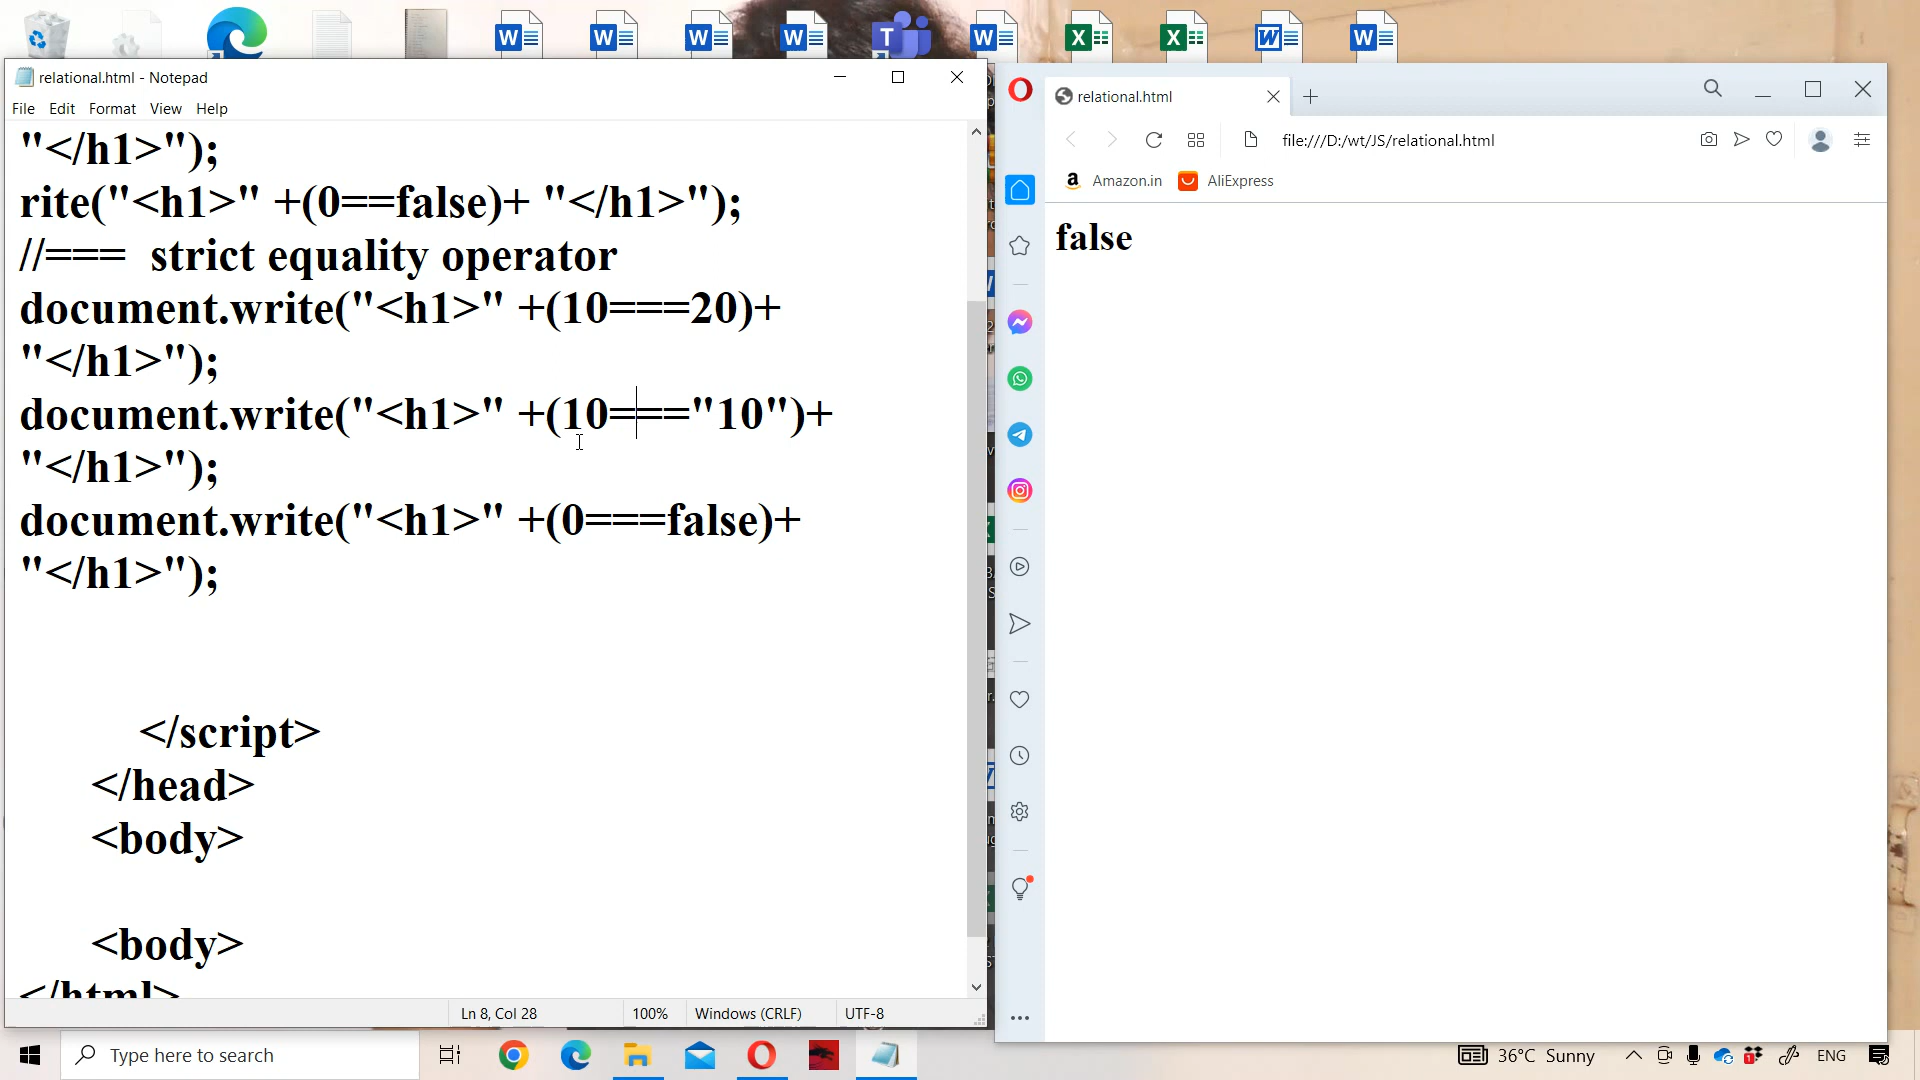 relational.html - Notepad
File Edit Format View Help
"</h1>");
rite("<h1>" +(0==false)+ "</h1>");
//===  strict equality operator
document.write("<h1>" +(10===20)+
"</h1>");
document.write("<h1>" +(10==="10")+
"</h1>");
document.write("<h1>" +(0===false)+
"</h1>");
</script>
</head>
<body>
<body>
</html>
Ln 8, Col 28 100% Windows (CRLF) UTF-8
relational.html
file:///D:/wt/JS/relational.html
Amazon.in AliExpress
false
Type here to search
36°C Sunny ENG